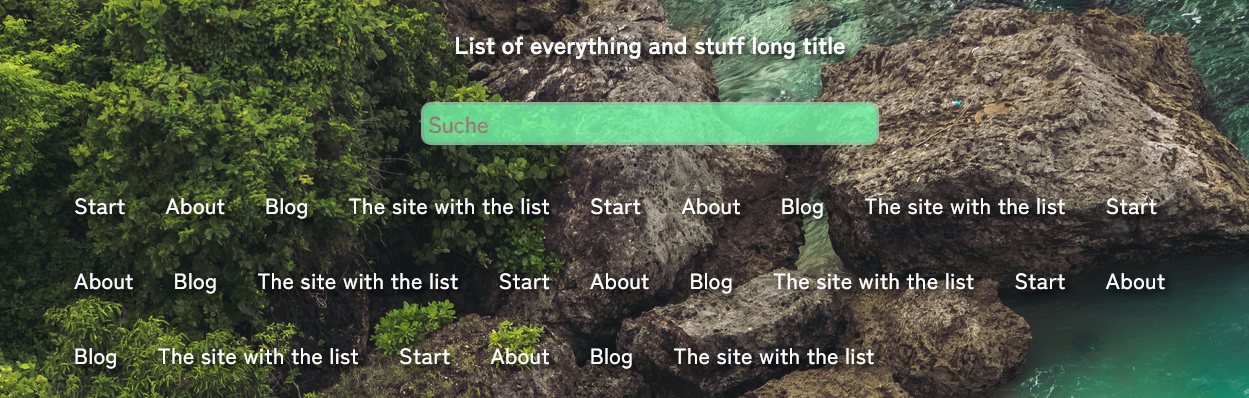 List of everything and stuff long title
Suche
Start About Blog The site with the list Start About Blog The site with the list Start
About Blog The site with the list Start About Blog The site with the list Start About
Blog The site with the list Start About Blog The site with the list